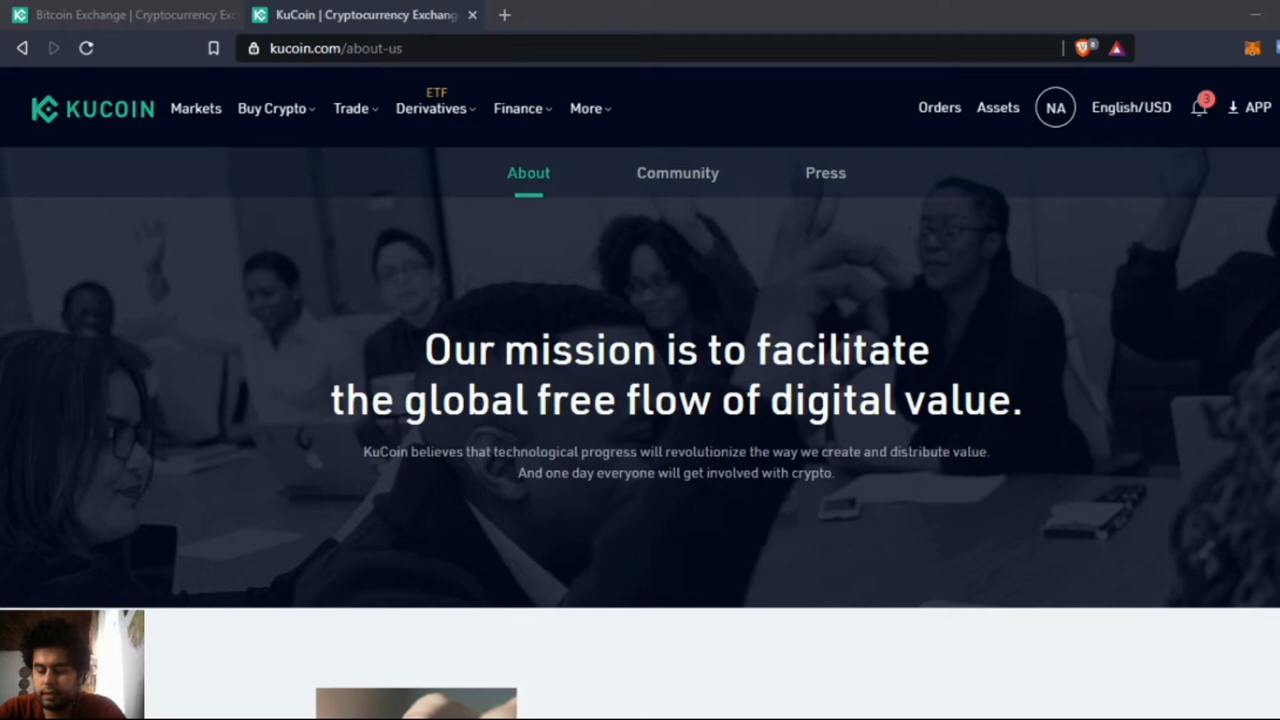 Bitcoin Exchange | Cryptocurrency Exc
KuCoin | Cryptocurrency Exchang
kucoin.com/about-us
KUCOIN
Markets
Buy Crypto
Trade
ETF
Derivatives
Finance
More
Orders
Assets
NA
English/USD
3
APP
About
Community
Press
Our mission is to facilitate
the global free flow of digital value.
KuCoin believes that technological progress will revolutionize the way we create and distribute value.
And one day everyone will get involved with crypto.